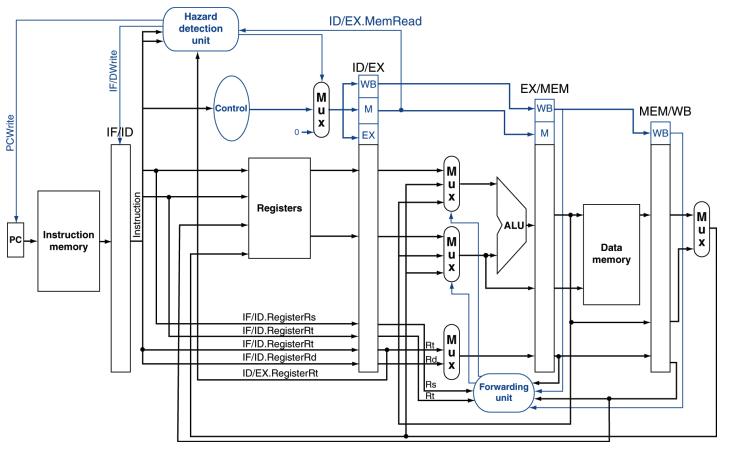 Hazard
detection
unit
ID/EX.MemRead
PCWrite
IF/DWrite
Control
0
M
u
x
ID/EX
WB
M
EX
EX/MEM
WB
M
MEM/WB
WB
IF/ID
PC
Instruction
memory
Instruction
Registers
M
u
x
M
u
x
ALU
Data
memory
M
u
x
IF/ID.RegisterRs
IF/ID.RegisterRt
IF/ID.RegisterRt
IF/ID.RegisterRd
ID/EX.RegisterRt
Rt
Rd
M
u
x
Rs
Rt
Forwarding
unit